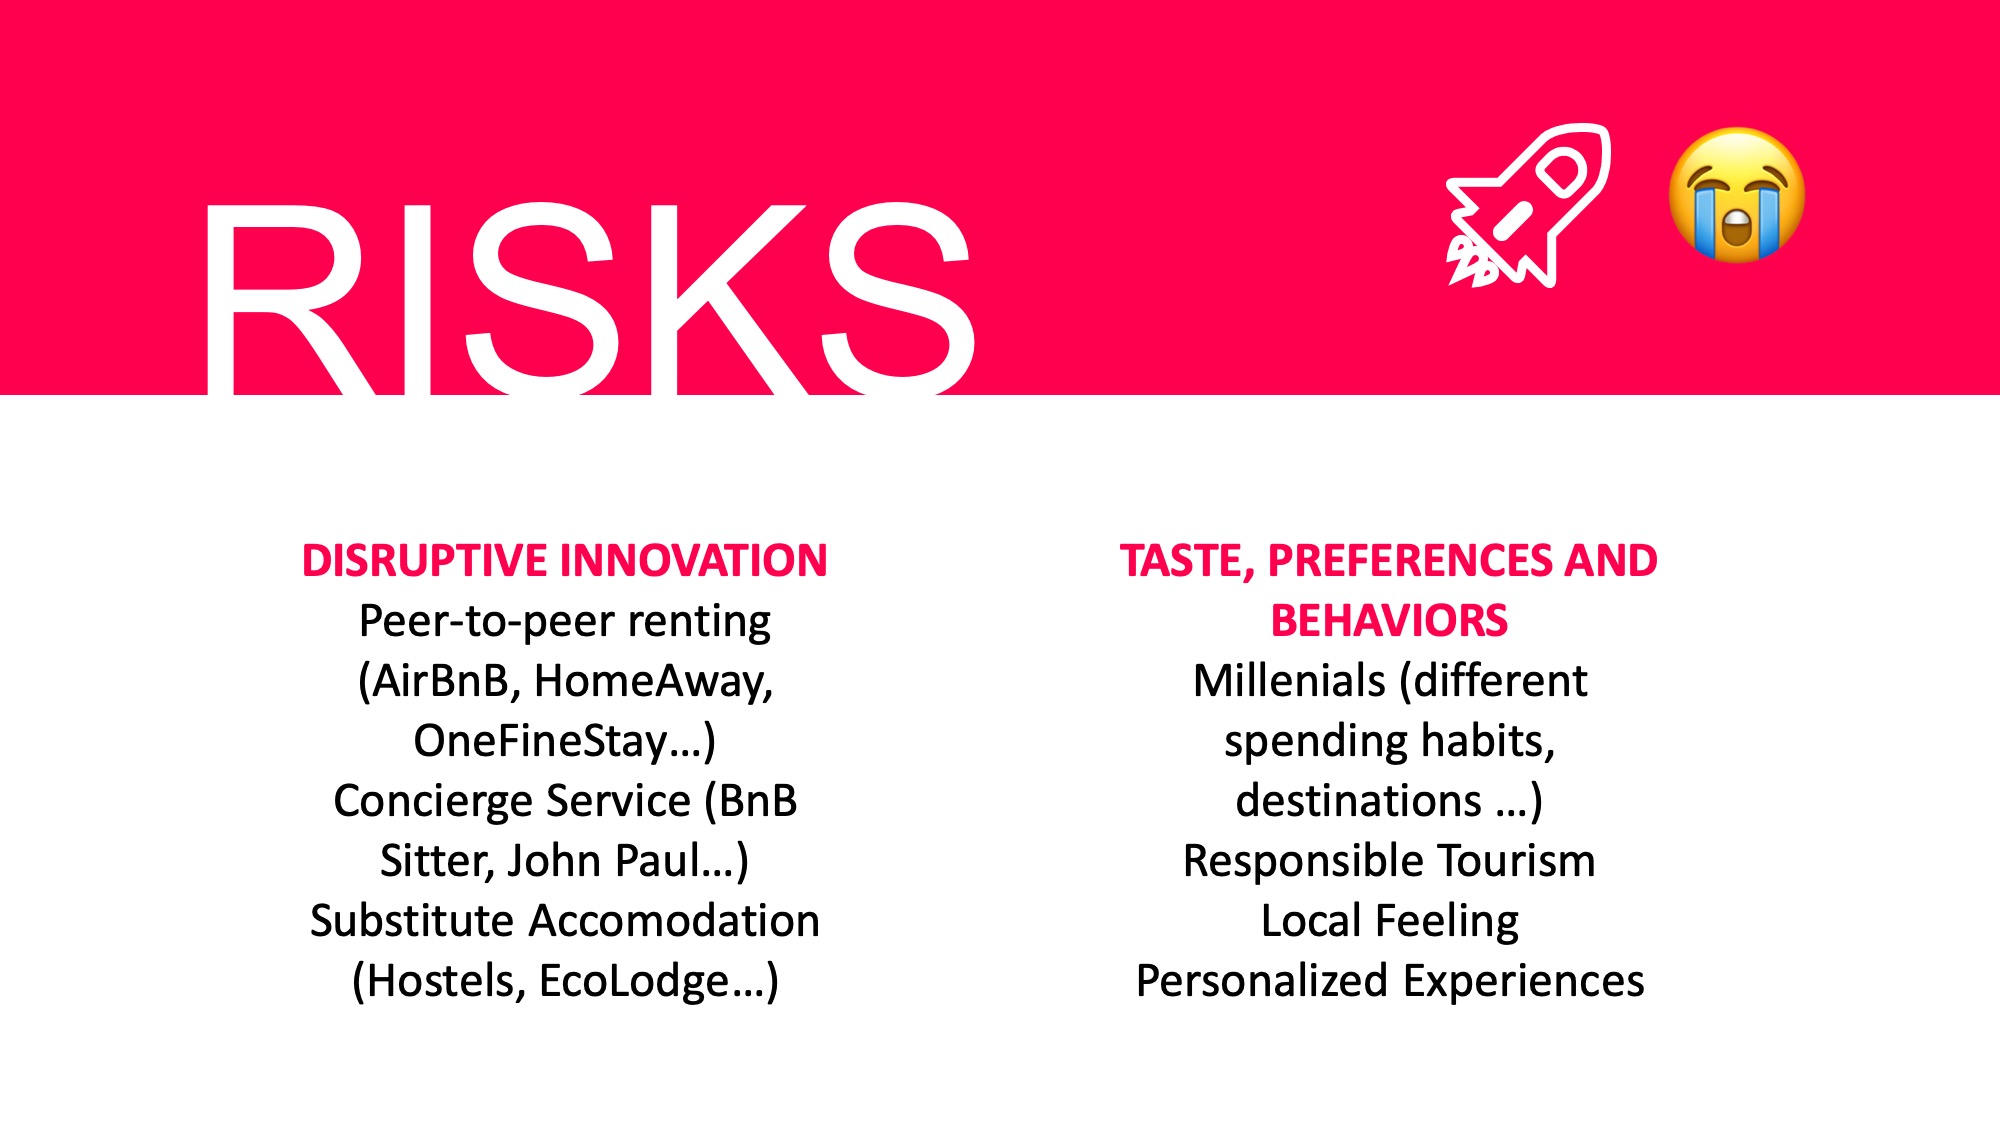 RISKS
DISRUPTIVE INNOVATION
Peer-to-peer renting
(AirBnB, HomeAway,
OneFineStay...)
Concierge Service (BnB
Sitter, John Paul...)
Substitute Accomodation
(Hostels, EcoLodge...)
TASTE, PREFERENCES AND
BEHAVIORS
Millenials (different
spending habits,
destinations ...)
Responsible Tourism
Local Feeling
Personalized Experiences